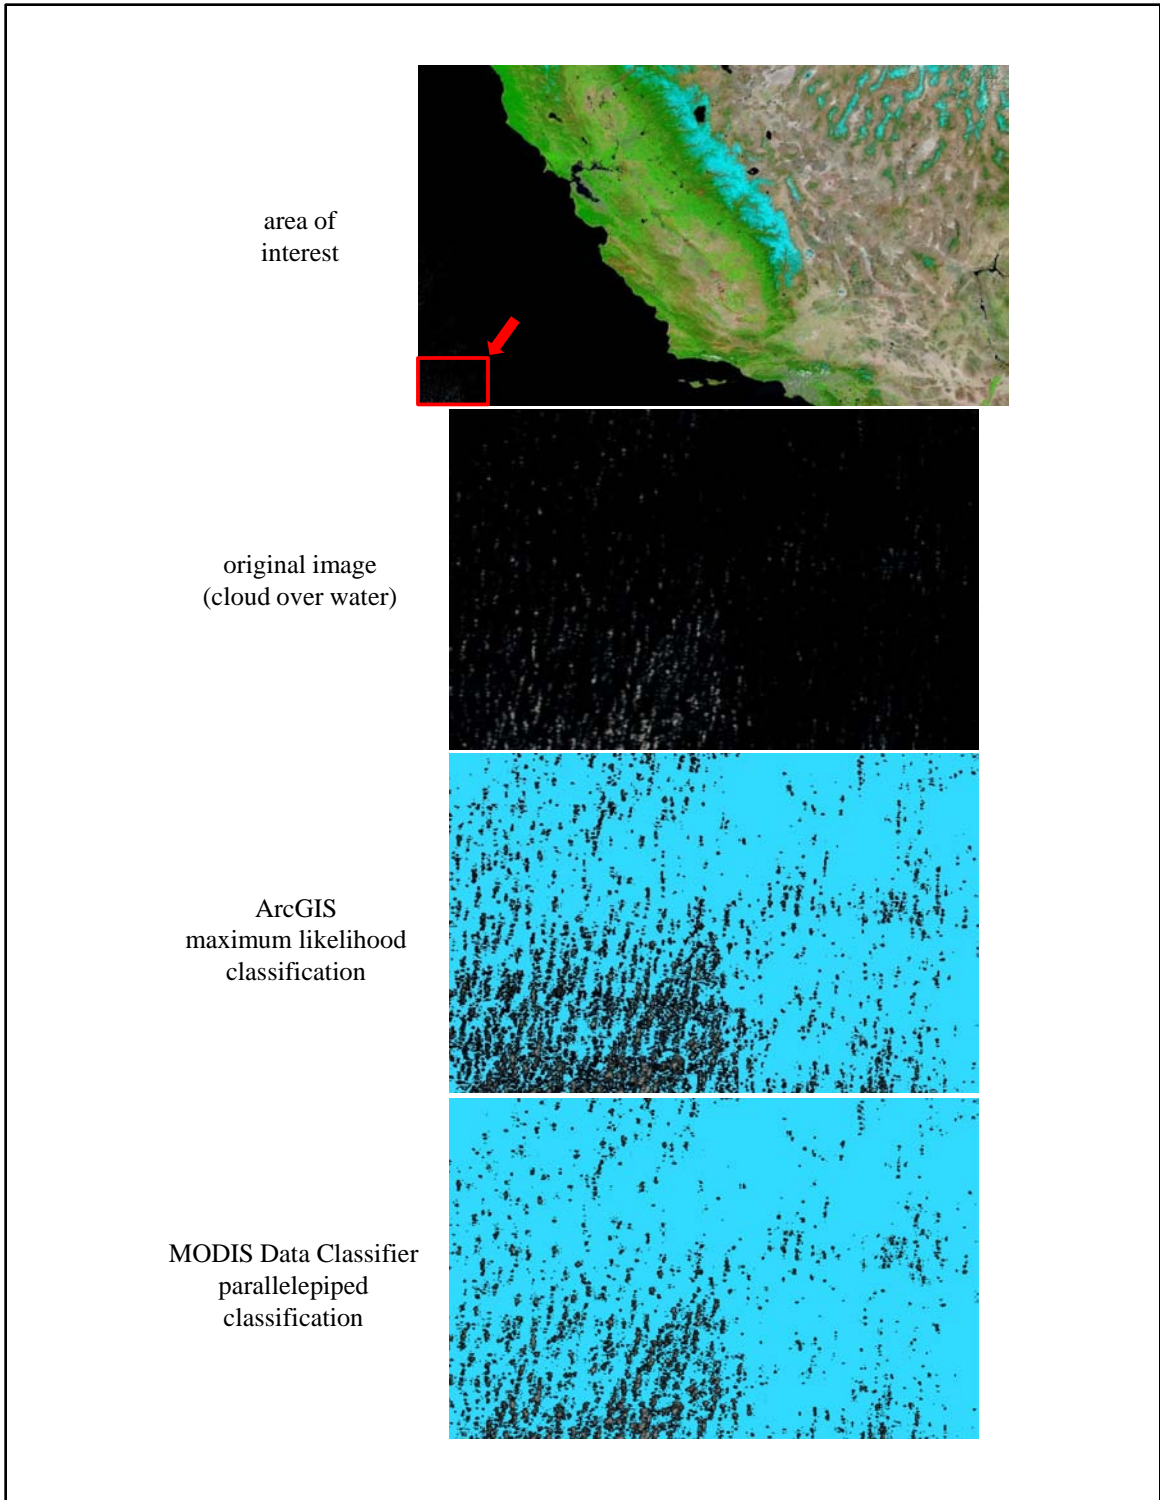 area of
interest
original image
(cloud over water)
ArcGIS
maximum likelihood
classification
MODIS Data Classifier
parallelepiped
classification